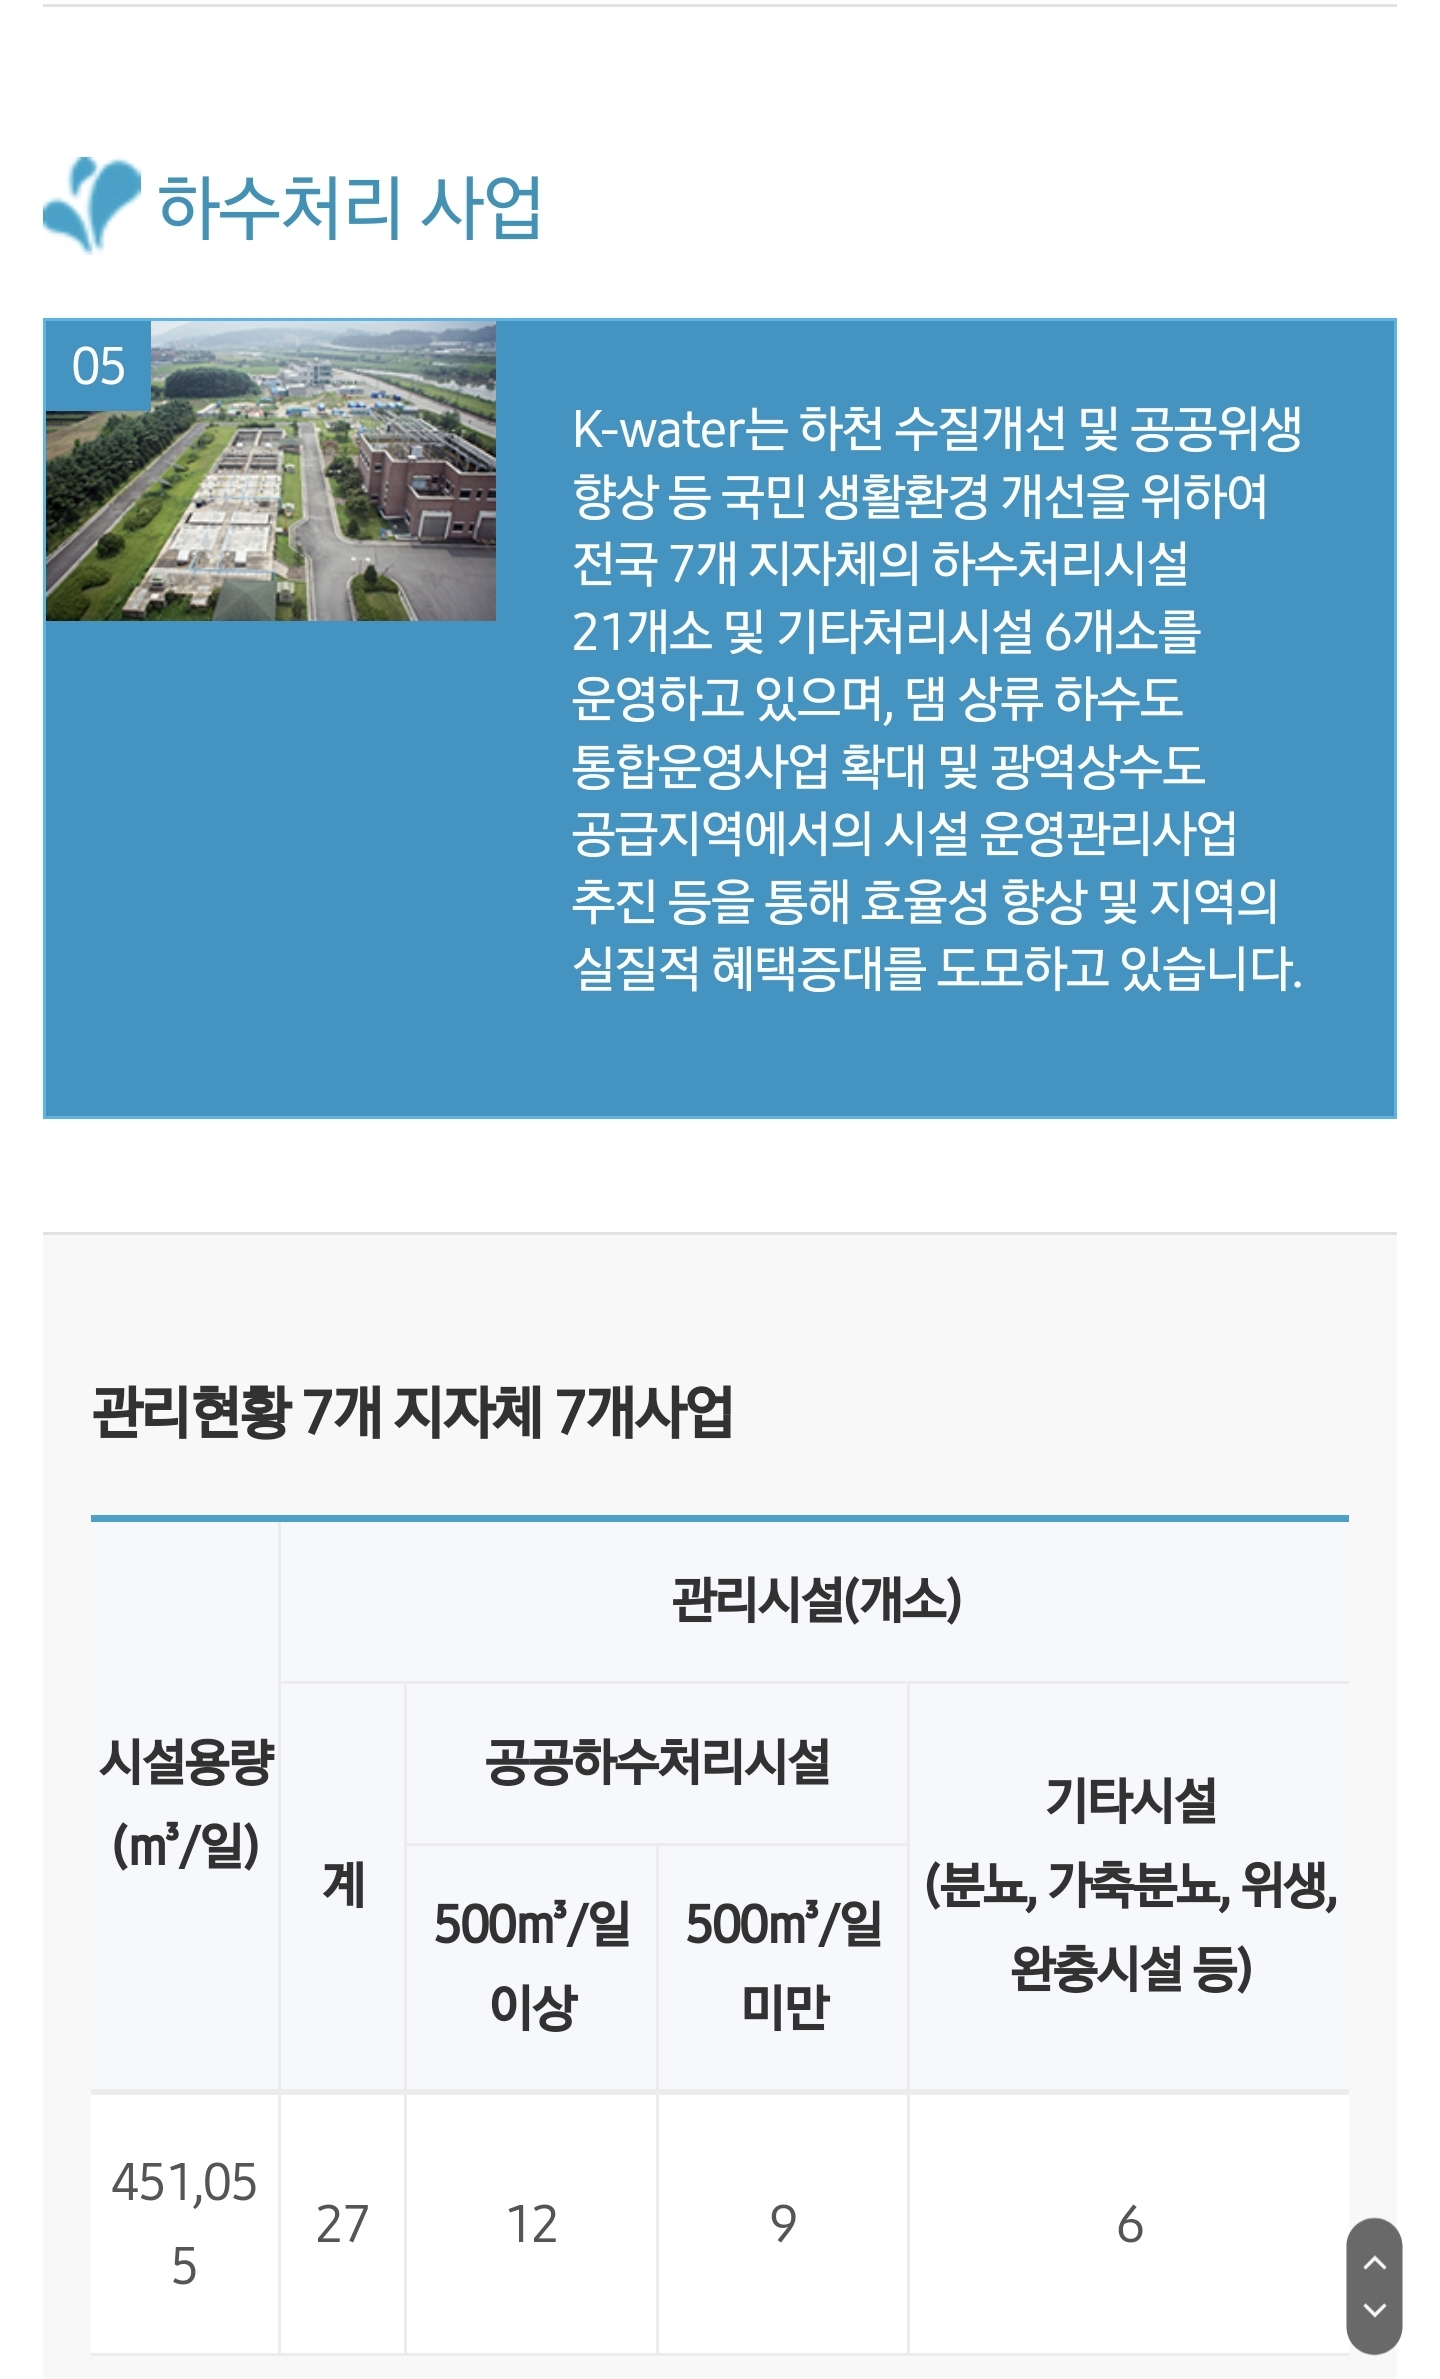 하수처리 사업
05
K-water는 하천 수질개선 및 공공위생
향상 등 국민 생활환경 개선을 위하여
전국 7개 지자체의 하수처리시설
21개소 및 기타처리시설 6개소를
운영하고 있으며, 댐 상류 하수도
통합운영사업 확대 및 광역상수도
공급지역에서의 시설 운영관리사업
추진 등을 통해 효율성 향상 및 지역의
실질적 혜택증대를 도모하고 있습니다.
관리현황 7개 지자체 7개사업
관리시설(개소)
시설용량
(㎥/일)
계
공공하수처리시설
500㎥/일
이상
500㎥/일
미만
기타시설
(분뇨, 가축분뇨, 위생,
완충시설 등)
451,05
5
27
12
9
6